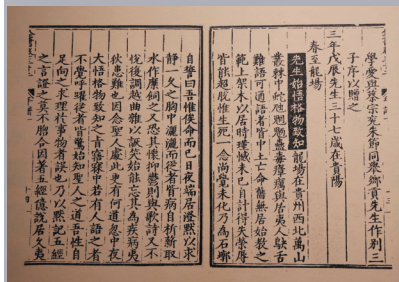 學愛與蔡宗兗朱節同舉鄉貢先生作別三
子序以贈之
三年戊辰先生三十七歲在貴陽
春至龍場
先生始悟格物致知龍場在貴州西北萬山
叢棘中蛇虺魍魎蠱毒瘴癘與居夷人鴃舌
難語可通語者皆中土亡命舊無居始教之
範土架木以居時瑾憾未已自計得失榮辱
皆能超脫惟生死一念尚覺未化乃為石墎
自誓曰吾惟俟命而已日夜端居澄默以求
靜一久之胸中灑灑而從者皆病自析薪取
水作糜飼之又恐其懷抑鬱則與歌詩又不
悅復調越曲雜以詼笑始能忘其為疾病夷
狄患難也因念聖人處此更有何道忽中夜
大悟格物致知之旨寤寐中若有人語之者
不覺呼躍從者皆驚始知聖人之道吾性自
足向之求理於事物者誤也乃以默記五經
之言證之莫不脗合因著五經憶說居久夷
十四